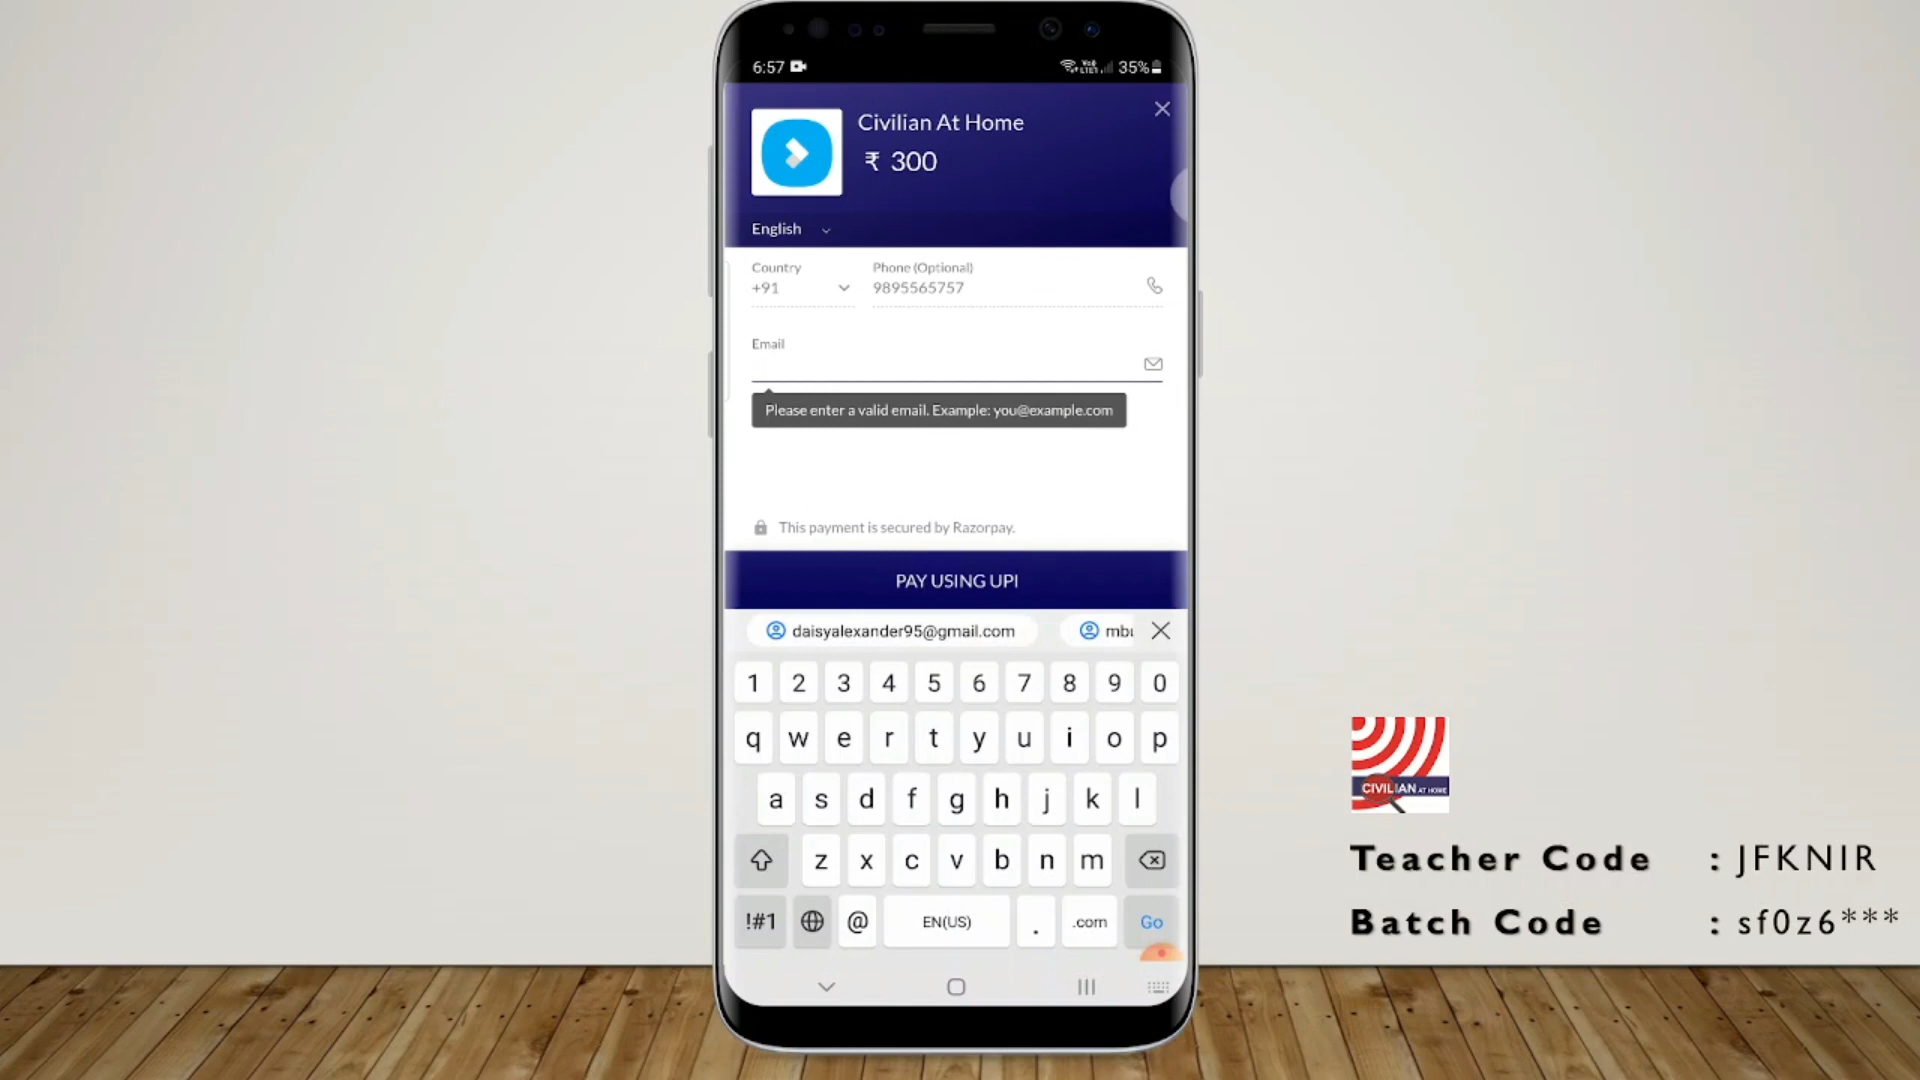 6:57 35%
Civilian At Home
₹ 300
English
Country Phone (Optional)
+91 9895565757
Email
Please enter a valid email. Example: you@example.com
This payment is secured by Razorpay.
PAY USING UPI
daisyalexander95@gmail.com
1 2 3 4 5 6 7 8 9 0
q w e r t y u i o p
a s d f g h j k l
z x c v b n m
!#1 @ EN(US) . .com Go
CIVILIAN AT HOME
Teacher Code : JFKNIR
Batch Code : sf0z6***